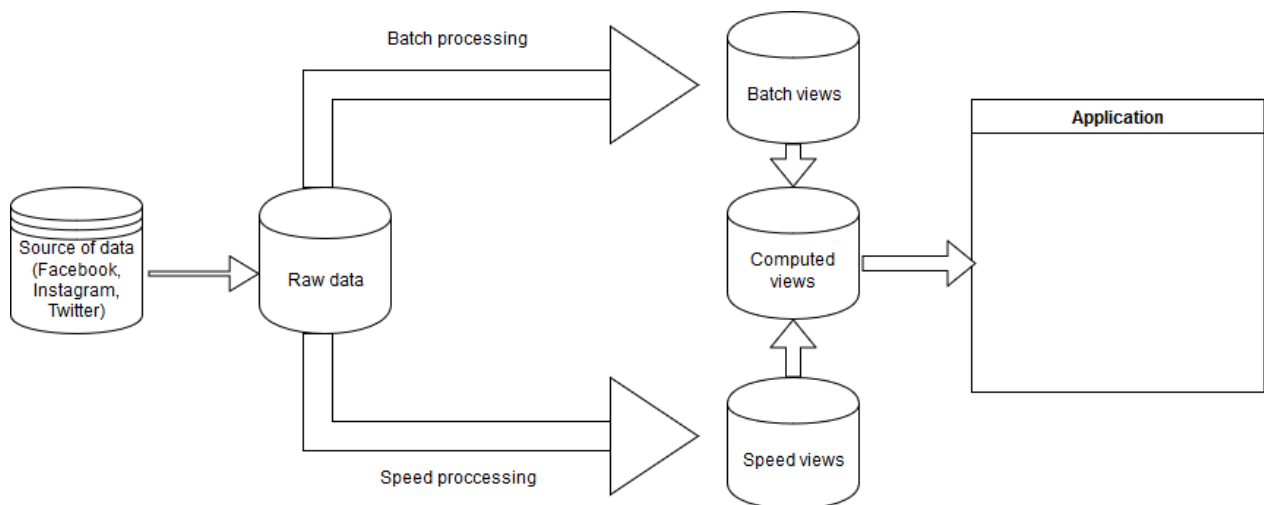 Batch processing
Batch views
Application
Source of data
(Facebook,
Instagram,
Twitter)
Raw data
Computed
views
Speed views
Speed proccessing